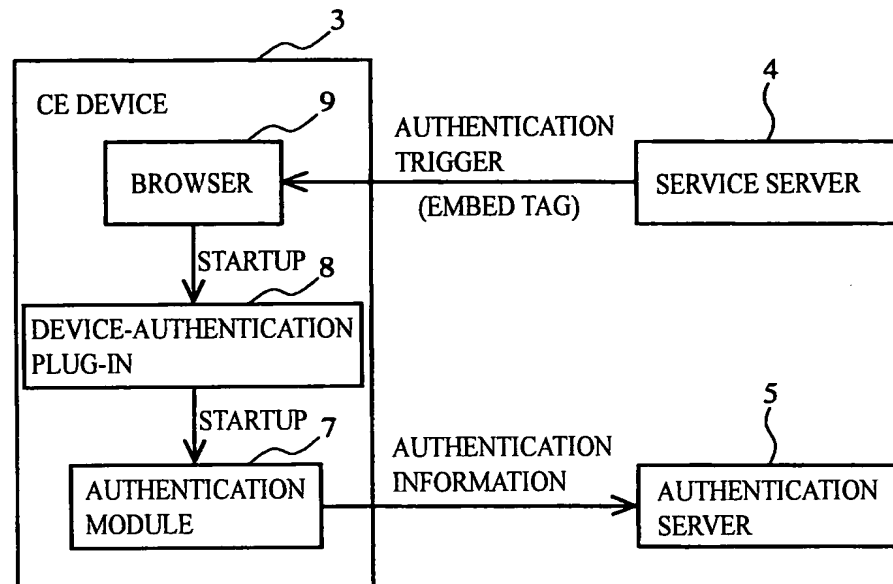 3
CE DEVICE
9
BROWSER
AUTHENTICATION
TRIGGER
(EMBED TAG)
4
SERVICE SERVER
STARTUP
8
DEVICE-AUTHENTICATION
PLUG-IN
STARTUP
7
AUTHENTICATION
MODULE
AUTHENTICATION
INFORMATION
5
AUTHENTICATION
SERVER